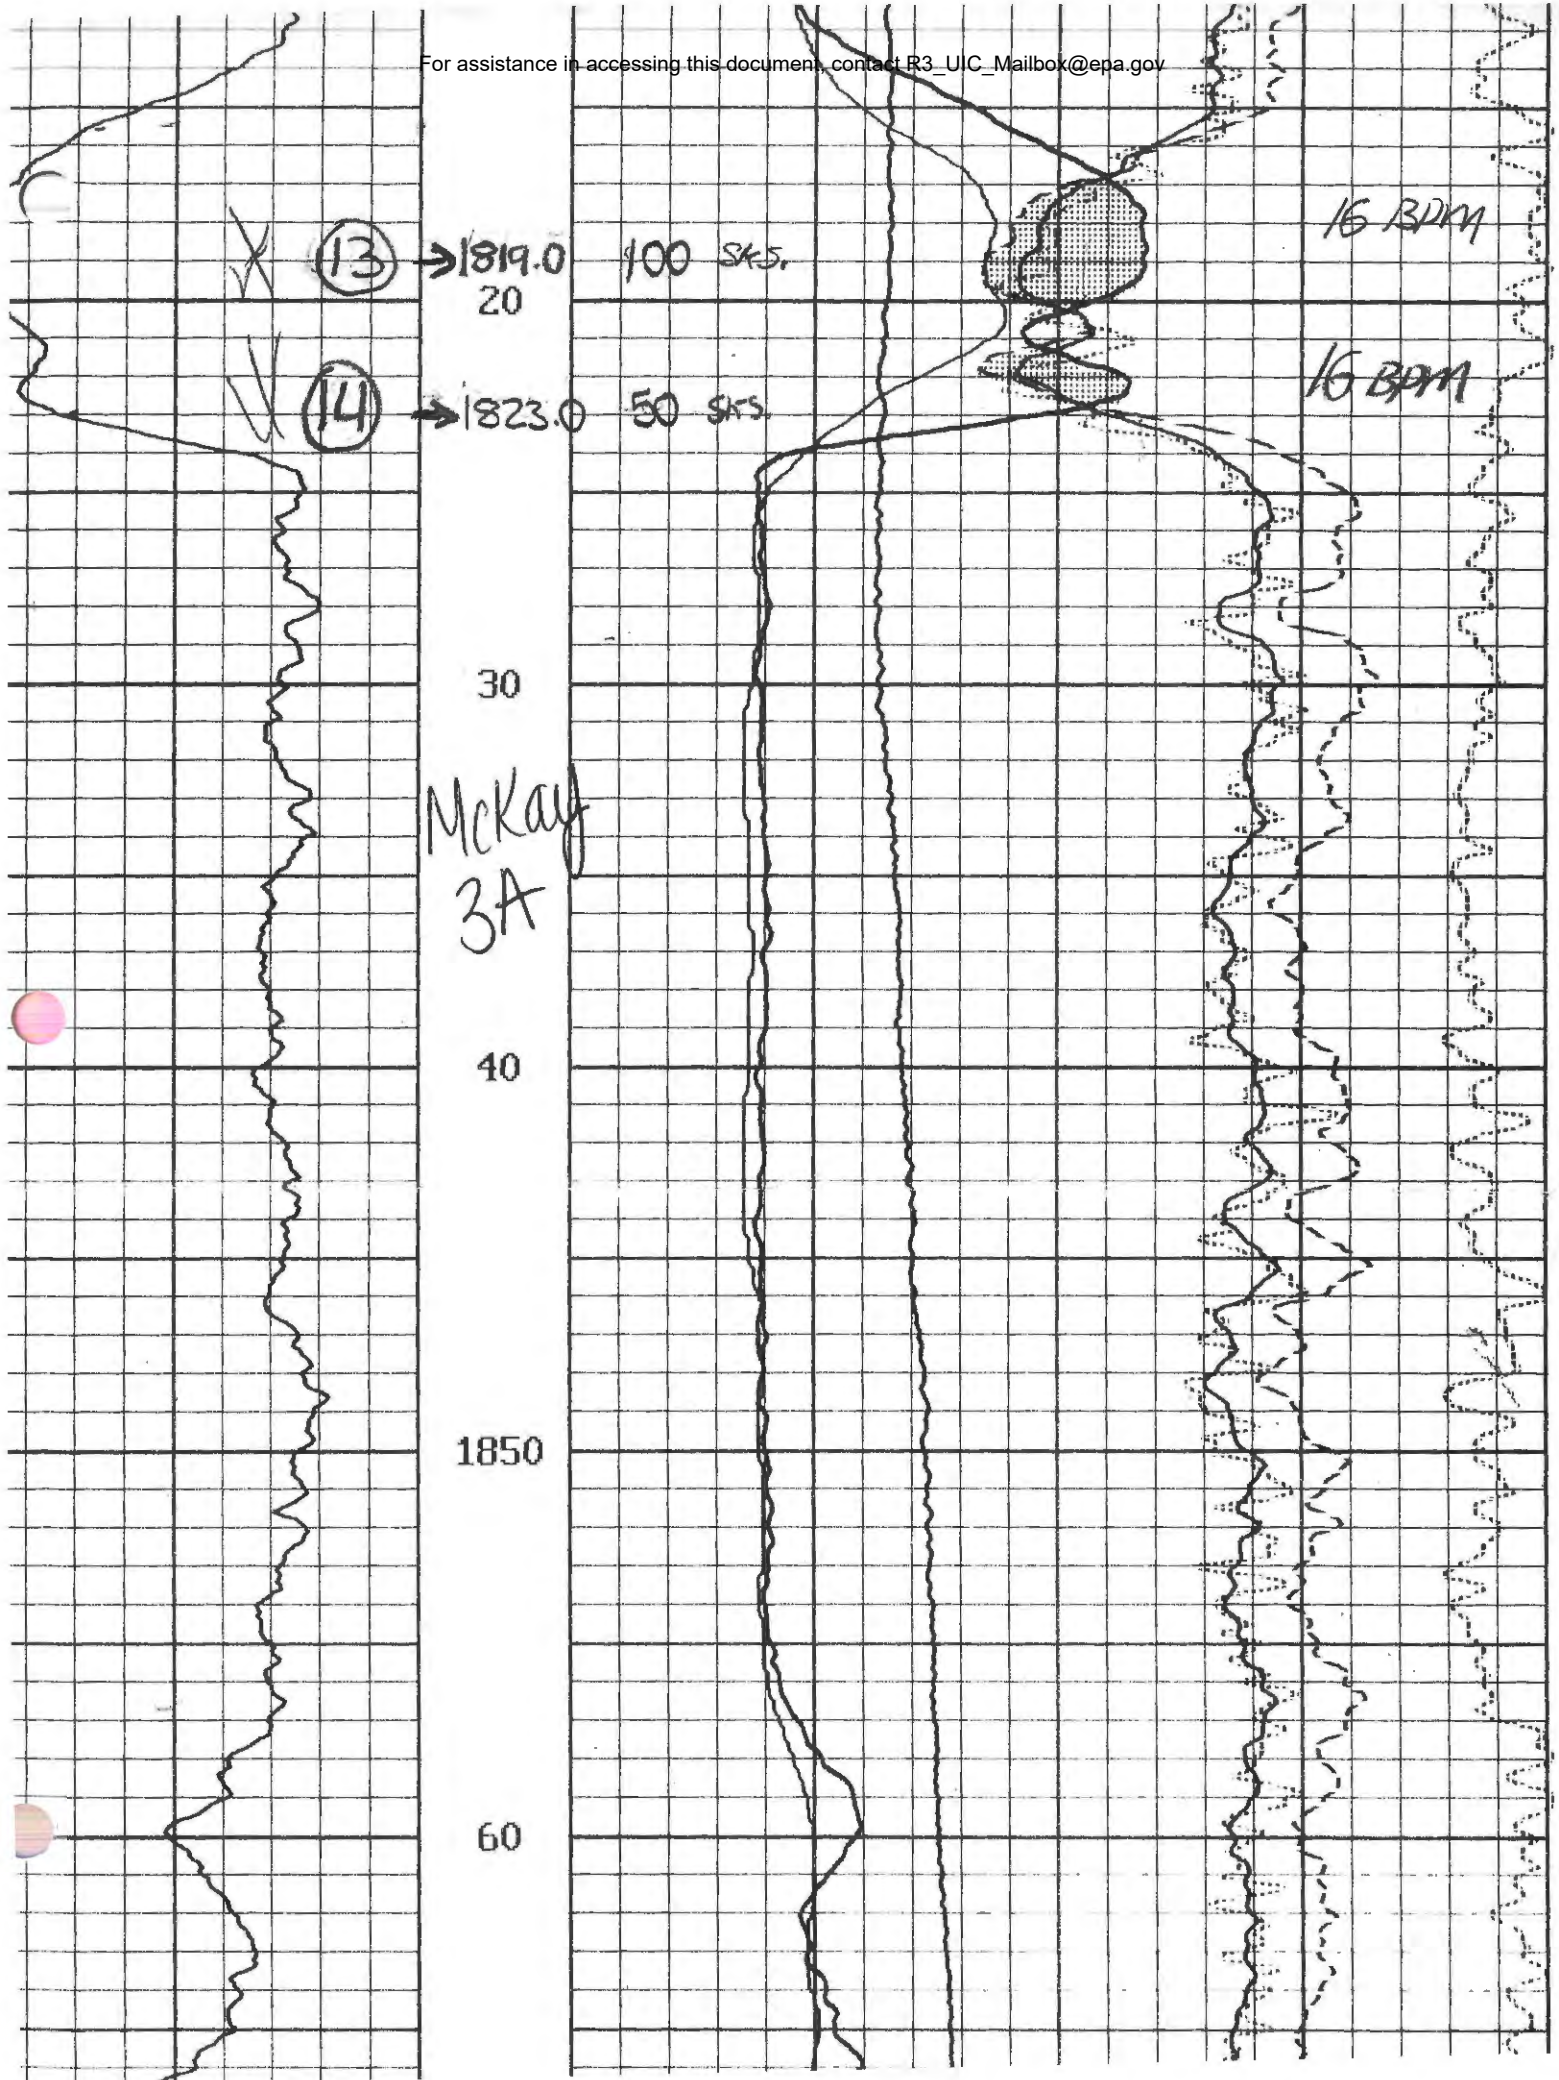 For assistance in accessing this document, contact R3_UIC_Mailbox@epa.gov
16 BPM
13 → 1819.0 100 SKS.
20
16 BPM
14 → 1823.0 50 SKS.
30
McKay
3A
40
1850
60